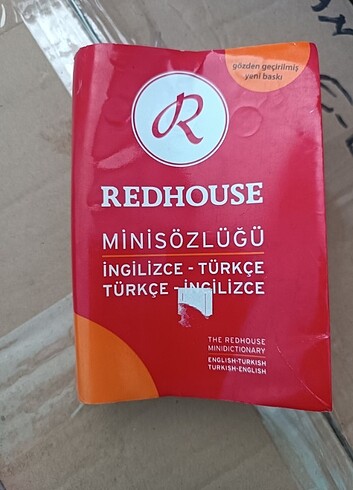 gözden geçirilmiş
yeni baskı
R
REDHOUSE
MİNİSÖZLÜĞÜ
İNGİLİZCE - TÜRKÇE
TÜRKÇE - İNGİLİZCE
THE REDHOUSE
MINIDICTIONARY
ENGLISH-TURKISH
TURKISH-ENGLISH